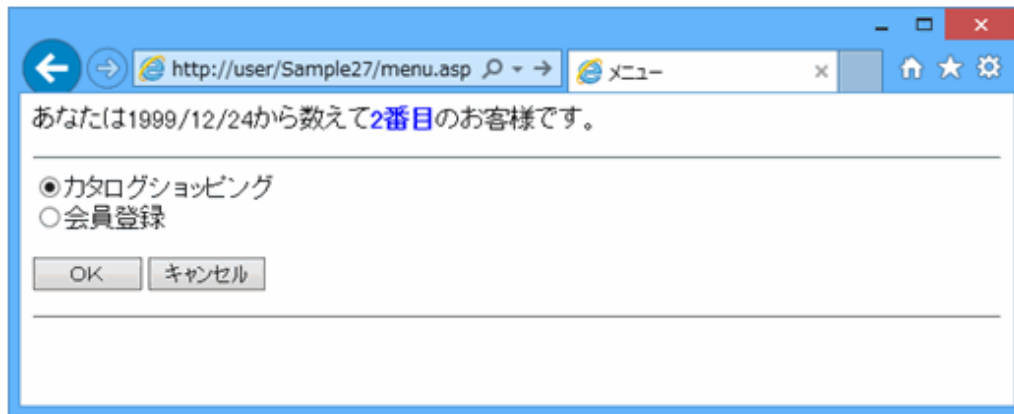 http://user/Sample27/menu.asp
メニュー
あなたは1999/12/24から数えて2番目のお客様です。
カタログショッピング
会員登録
OK キャンセル